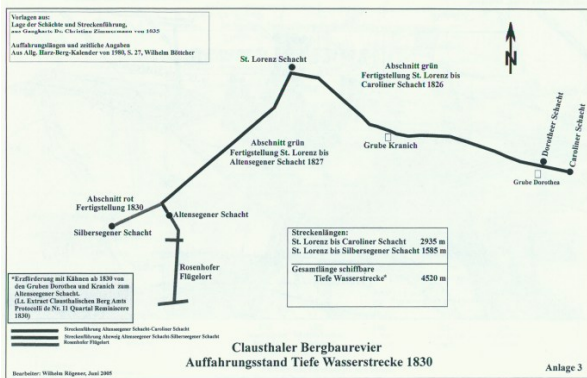 Vorlagen aus:
Lage der Schächte und Streckenführung,
aus Gangkarte Dr. Christian Zimmermann von 1835
Auffahrungslängen und zeitliche Angaben
Aus Allg. Harz-Berg-Kalender von 1980, S. 27, Wilhelm Böttcher
N
St. Lorenz Schacht
Abschnitt grün
Fertigstellung St. Lorenz bis
Caroliner Schacht 1826
Dorotheer Schacht
Caroliner Schacht
Grube Kranich
Grube Dorothea
Abschnitt grün
Fertigstellung St. Lorenz bis
Altensegener Schacht 1827
Abschnitt rot
Fertigstellung 1830
Altensegener Schacht
Silbersegener Schacht
Rosenhofer
Flügelort
Streckenlängen:
St. Lorenz bis Caroliner Schacht 2935 m
St. Lorenz bis Silbersegener Schacht 1585 m
Gesamtlänge schiffbare
Tiefe Wasserstrecke* 4520 m
*Erzförderung mit Kähnen ab 1830 von
den Gruben Dorothea und Kranich zum
Altensegener Schacht.
(Lt. Extract Clausthalischen Berg Amts
Protocolli de Nr. 11 Quartal Reminiscere
1830)
Streckenführung Altensegener Schacht-Caroliner Schacht
Streckenführung Abzweig Altensegener Schacht-Silbersegener Schacht
Rosenhofer Flügelort
Clausthaler Bergbaurevier
Auffahrungsstand Tiefe Wasserstrecke 1830
Bearbeiter: Wilhelm Rögener, Juni 2005
Anlage 3